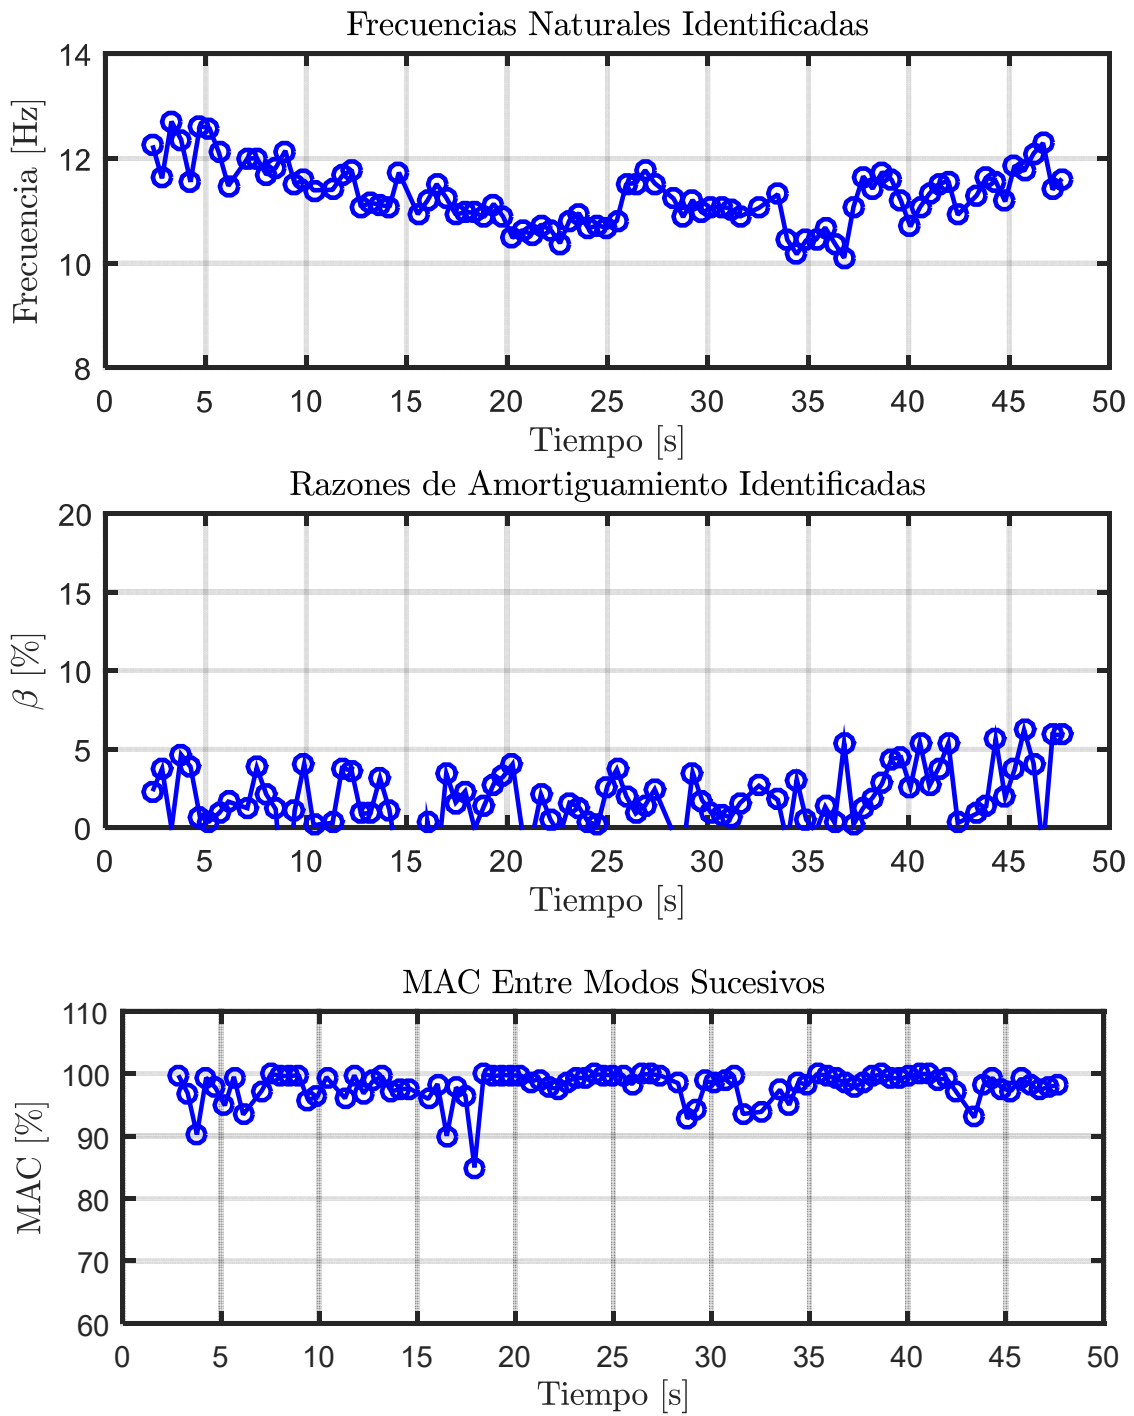 Frecuencias Naturales Identificadas
14
12
10
8
Frecuencia [Hz]
0 5 10 15 20 25 30 35 40 45 50
Tiempo [s]
Razones de Amortiguamiento Identificadas
20
15
10
5
0
β [%]
0 5 10 15 20 25 30 35 40 45 50
Tiempo [s]
MAC Entre Modos Sucesivos
110
100
90
80
70
60
MAC [%]
0 5 10 15 20 25 30 35 40 45 50
Tiempo [s]